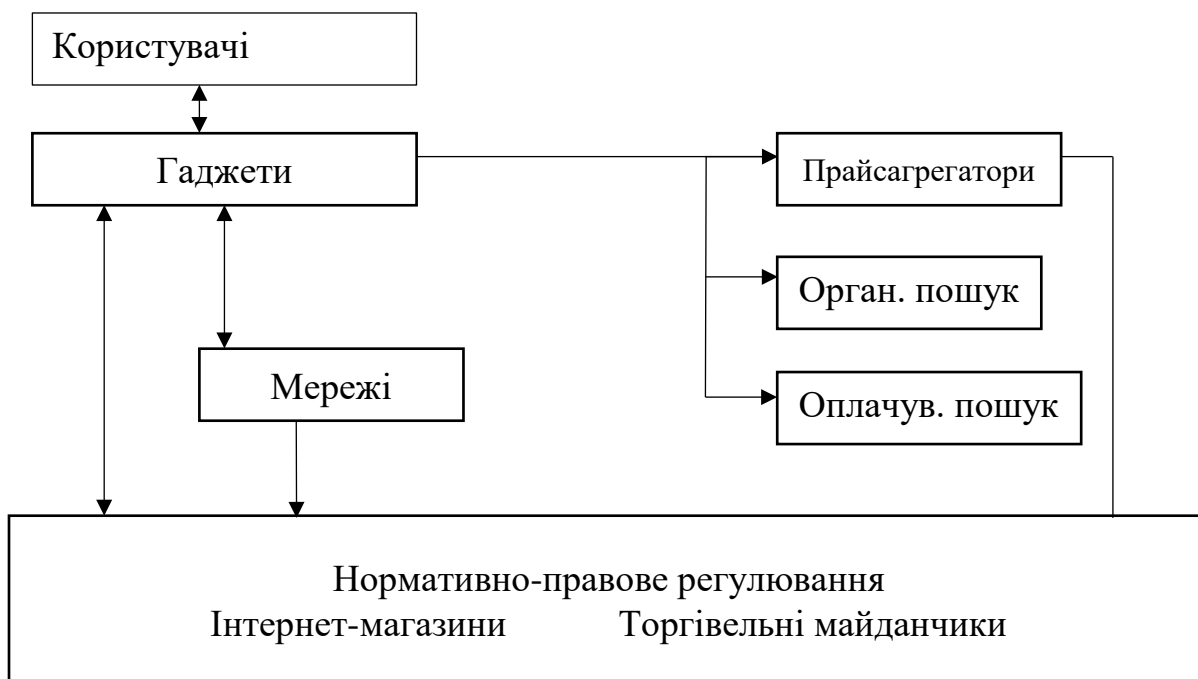 Користувачі
Гаджети
Прайсагрегатори
Орган. пошук
Мережі
Оплачув. пошук
Нормативно-правове регулювання
Інтернет-магазини Торгівельні майданчики